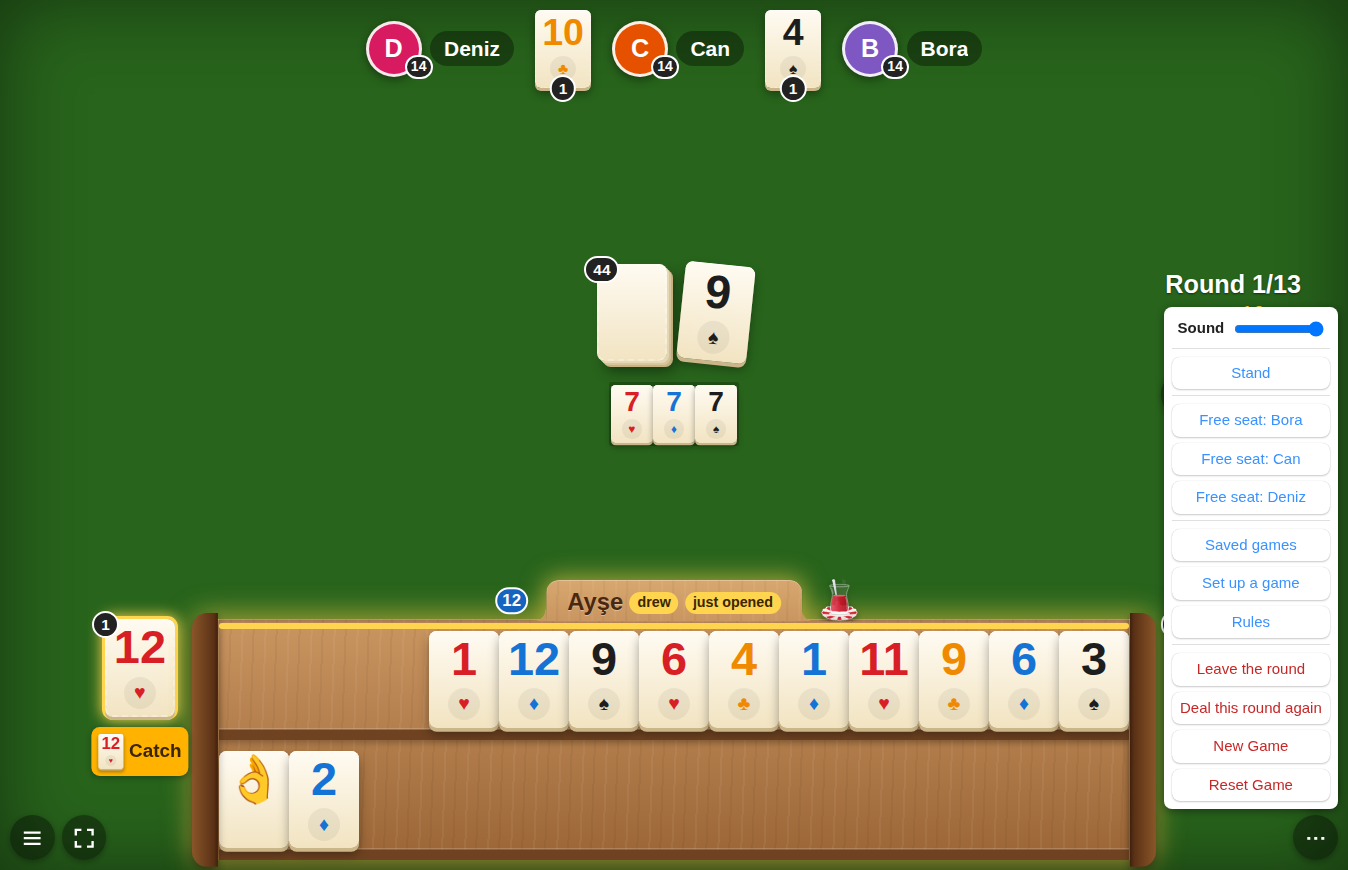 D
14
Deniz
10
1
C
14
Can
4
1
B
14
Bora
44
9
Round 1/13
Sound
Stand
Free seat: Bora
Free seat: Can
Free seat: Deniz
Saved games
Set up a game
Rules
Leave the round
Deal this round again
New Game
Reset Game
7 7 7
12
Ayşe drew just opened
1
12
12 Catch
1 12 9 6 4 1 11 9 6 3
2